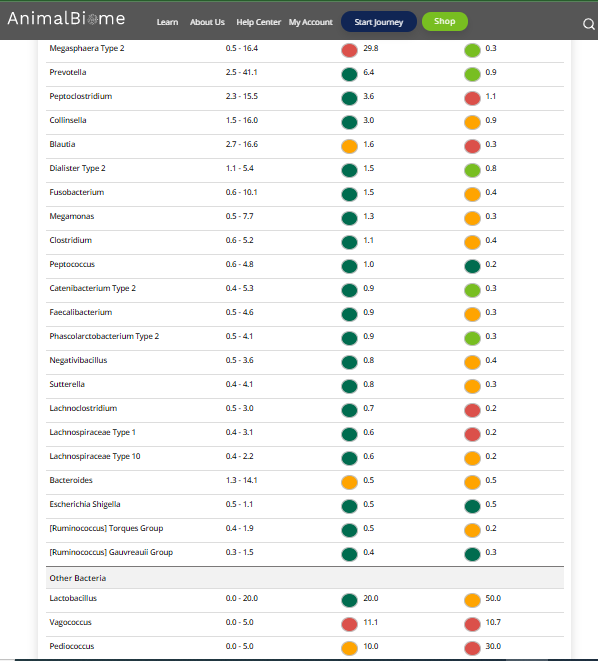 AnimalBiome
Learn About Us Help Center My Account Start Journey Shop
Megasphaera Type 2 0.5 - 16.4 29.8 0.3
Prevotella 2.5 - 41.1 6.4 0.9
Peptoclostridium 2.3 - 15.5 3.6 1.1
Collinsella 1.5 - 16.0 3.0 0.9
Blautia 2.7 - 16.6 1.6 0.3
Dialister Type 2 1.1 - 5.4 1.5 0.8
Fusobacterium 0.6 - 10.1 1.5 0.4
Megamonas 0.5 - 7.7 1.3 0.3
Clostridium 0.6 - 5.2 1.1 0.4
Peptococcus 0.6 - 4.8 1.0 0.2
Catenibacterium Type 2 0.4 - 5.3 0.9 0.3
Faecalibacterium 0.5 - 4.6 0.9 0.3
Phascolarctobacterium Type 2 0.5 - 4.1 0.9 0.3
Negativibacillus 0.5 - 3.6 0.8 0.4
Sutterella 0.4 - 4.1 0.8 0.3
Lachnoclostridium 0.5 - 3.0 0.7 0.2
Lachnospiraceae Type 1 0.4 - 3.1 0.6 0.2
Lachnospiraceae Type 10 0.4 - 2.2 0.6 0.2
Bacteroides 1.3 - 14.1 0.5 0.5
Escherichia Shigella 0.5 - 1.1 0.5 0.5
[Ruminococcus] Torques Group 0.4 - 1.9 0.5 0.2
[Ruminococcus] Gauvreauii Group 0.3 - 1.5 0.4 0.3
Other Bacteria
Lactobacillus 0.0 - 20.0 20.0 50.0
Vagococcus 0.0 - 5.0 11.1 10.7
Pediococcus 0.0 - 5.0 10.0 30.0